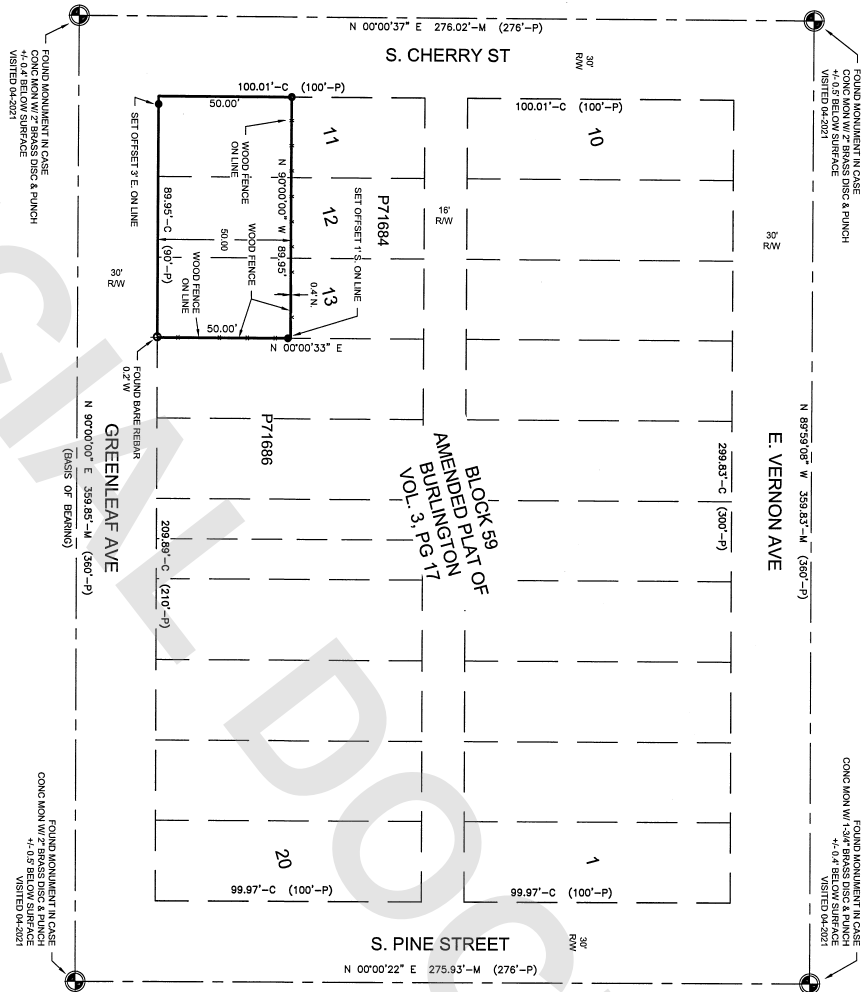 N 00°00'37" E 276.02'-M (276'-P)
S. CHERRY ST
30'
R/W
FOUND MONUMENT IN CASE
CONC MON W/ 2" BRASS DISC & PUNCH
+/- 0.4' BELOW SURFACE
VISITED 04-2021
FOUND MONUMENT IN CASE
CONC MON W/ 2" BRASS DISC & PUNCH
+/- 0.5' BELOW SURFACE
VISITED 04-2021
100.01'-C (100'-P)
50.00'
100.01'-C (100'-P)
11
10
SET OFFSET 3' E. ON LINE
WOOD FENCE
ON LINE
N 90°00'00" W 89.95'
SET OFFSET 1' S. ON LINE
P71684
12
16'
R/W
30'
R/W
89.95'-C (90'-P)
50.00
WOOD FENCE
WOOD FENCE
ON LINE
13
0.4' N.
30'
R/W
50.00'
N 00°00'33" E
FOUND BARE REBAR
0.2' W
P71686
GREENLEAF AVE
N 90°00'00" E 359.85'-M (360'-P)
(BASIS OF BEARING)
209.89'-C (210'-P)
BLOCK 59
AMENDED PLAT OF
BURLINGTON
VOL. 3, PG 17
299.83'-C (300'-P)
E. VERNON AVE
N 89°59'08" W 359.83'-M (360'-P)
20
1
99.97'-C (100'-P)
99.97'-C (100'-P)
S. PINE STREET
30'
R/W
N 00°00'22" E 275.93'-M (276'-P)
FOUND MONUMENT IN CASE
CONC MON W/ 2" BRASS DISC & PUNCH
+/- 0.5' BELOW SURFACE
VISITED 04-2021
FOUND MONUMENT IN CASE
CONC MON W/ 1-3/4" BRASS DISC & PUNCH
+/- 0.4' BELOW SURFACE
VISITED 04-2021
CIAL DOC